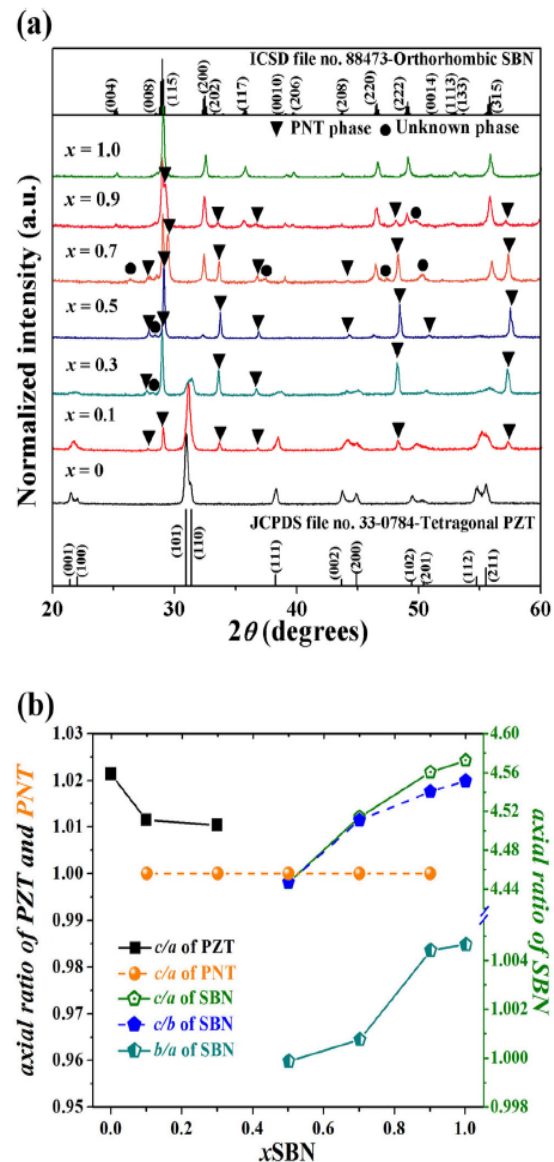 (a)
ICSD file no. 88473-Orthorhombic SBN
(004)
(008)
(115)
(200)
(202)
(117)
(0010)
(206)
(208)
(220)
(222)
(0014)
(1113)
(133)
(315)
▼ PNT phase ● Unknown phase
x = 1.0
x = 0.9
x = 0.7
x = 0.5
x = 0.3
x = 0.1
x = 0
Normalized intensity (a.u.)
JCPDS file no. 33-0784-Tetragonal PZT
(001)
(100)
(101)
(110)
(111)
(002)
(200)
(102)
(201)
(112)
(211)
20 30 40 50 60
2θ (degrees)
(b)
1.03
1.02
1.01
1.00
0.99
0.98
0.97
0.96
0.95
axial ratio of PZT and PNT
4.60
4.56
4.52
4.48
4.44
1.004
1.002
1.000
0.998
axial ratio of SBN
c/a of PZT
c/a of PNT
c/a of SBN
c/b of SBN
b/a of SBN
0.0 0.2 0.4 0.6 0.8 1.0
xSBN